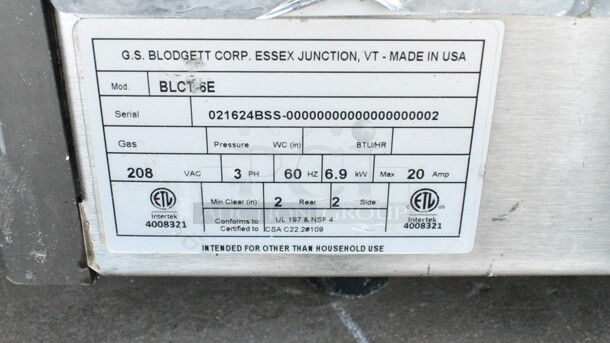 G.S. BLODGETT CORP. ESSEX JUNCTION, VT - MADE IN USA
Mod. BLCT-6E
Serial 021624BSS-00000000000000000002
Gas Pressure WC (in) BTU/HR
208 VAC 3 PH 60 HZ 6.9 kW Max 20 Amp
ETL Intertek 4008321
Min Clear (in) 2 Rear 2 Side
Conforms to UL 197 & NSF 4
Certified to CSA C22.2#109
ETL Intertek 4008321
INTENDED FOR OTHER THAN HOUSEHOLD USE